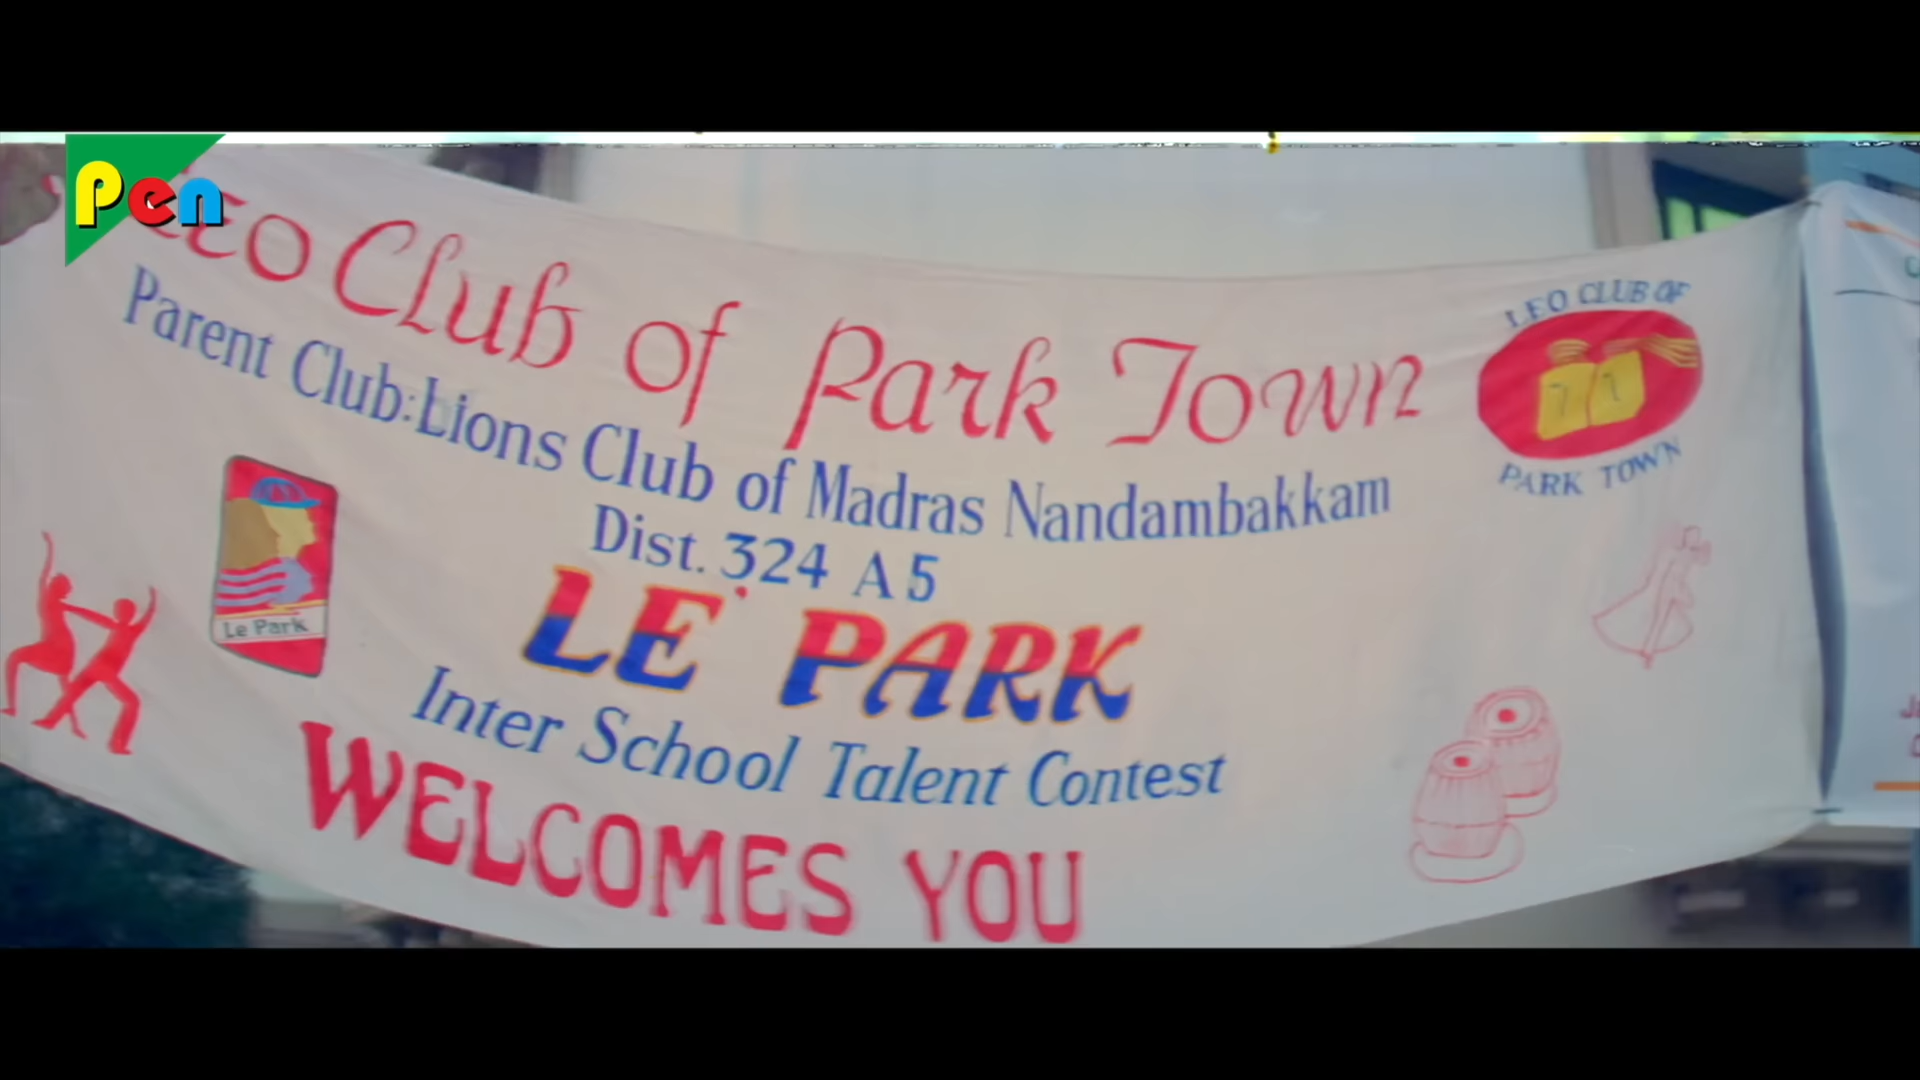 Pen
LEO Club of Park Town
Parent Club:Lions Club of Madras Nandambakkam
Dist. 324 A5
LE PARK
Inter School Talent Contest
WELCOMES YOU
Le Park
LEO CLUB OF
PARK TOWN